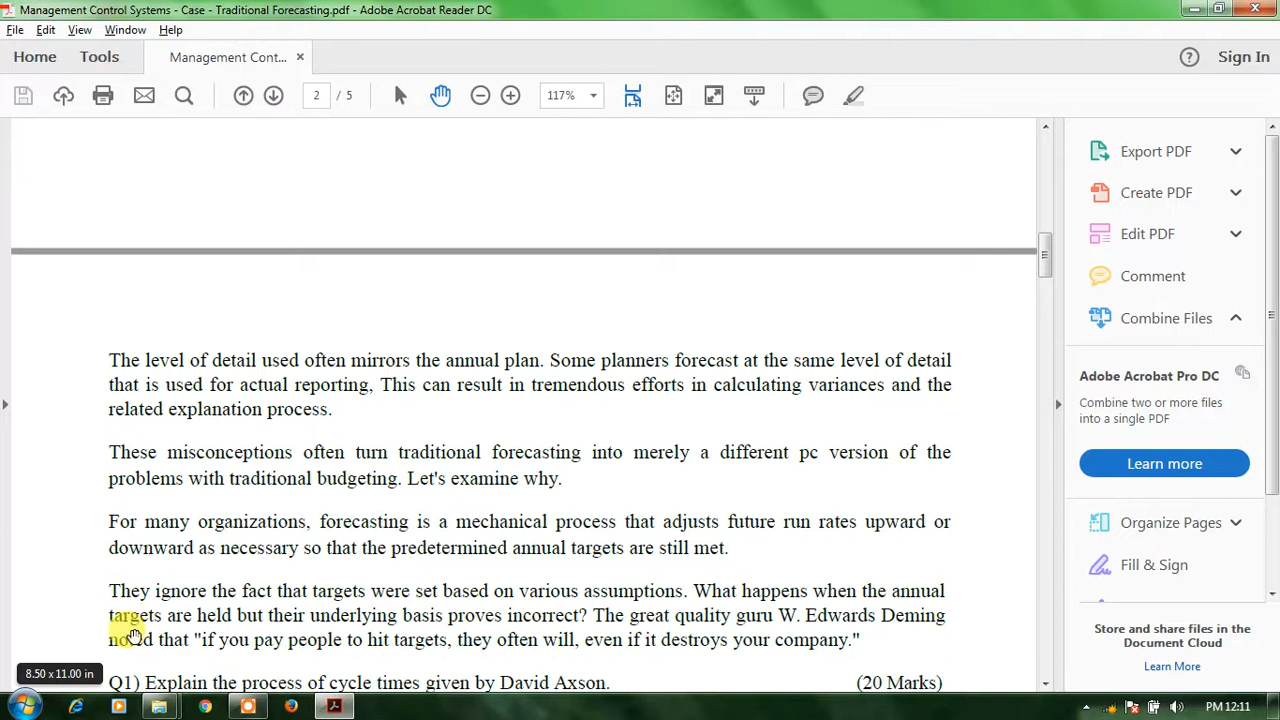 Management Control Systems - Case - Traditional Forecasting.pdf - Adobe Acrobat Reader DC
File Edit View Window Help
Home Tools Management Cont... × Sign In
2 / 5 117%
Export PDF
Create PDF
Edit PDF
Comment
Combine Files
Adobe Acrobat Pro DC
Combine two or more files
into a single PDF
Learn more
Organize Pages
Fill & Sign
Store and share files in the
Document Cloud
Learn More
The level of detail used often mirrors the annual plan. Some planners forecast at the same level of detail
that is used for actual reporting, This can result in tremendous efforts in calculating variances and the
related explanation process.
These misconceptions often turn traditional forecasting into merely a different pc version of the
problems with traditional budgeting. Let's examine why.
For many organizations, forecasting is a mechanical process that adjusts future run rates upward or
downward as necessary so that the predetermined annual targets are still met.
They ignore the fact that targets were set based on various assumptions. What happens when the annual
targets are held but their underlying basis proves incorrect? The great quality guru W. Edwards Deming
noted that "if you pay people to hit targets, they often will, even if it destroys your company."
8.50 x 11.00 in
Q1) Explain the process of cycle times given by David Axson. (20 Marks)
PM 12:11